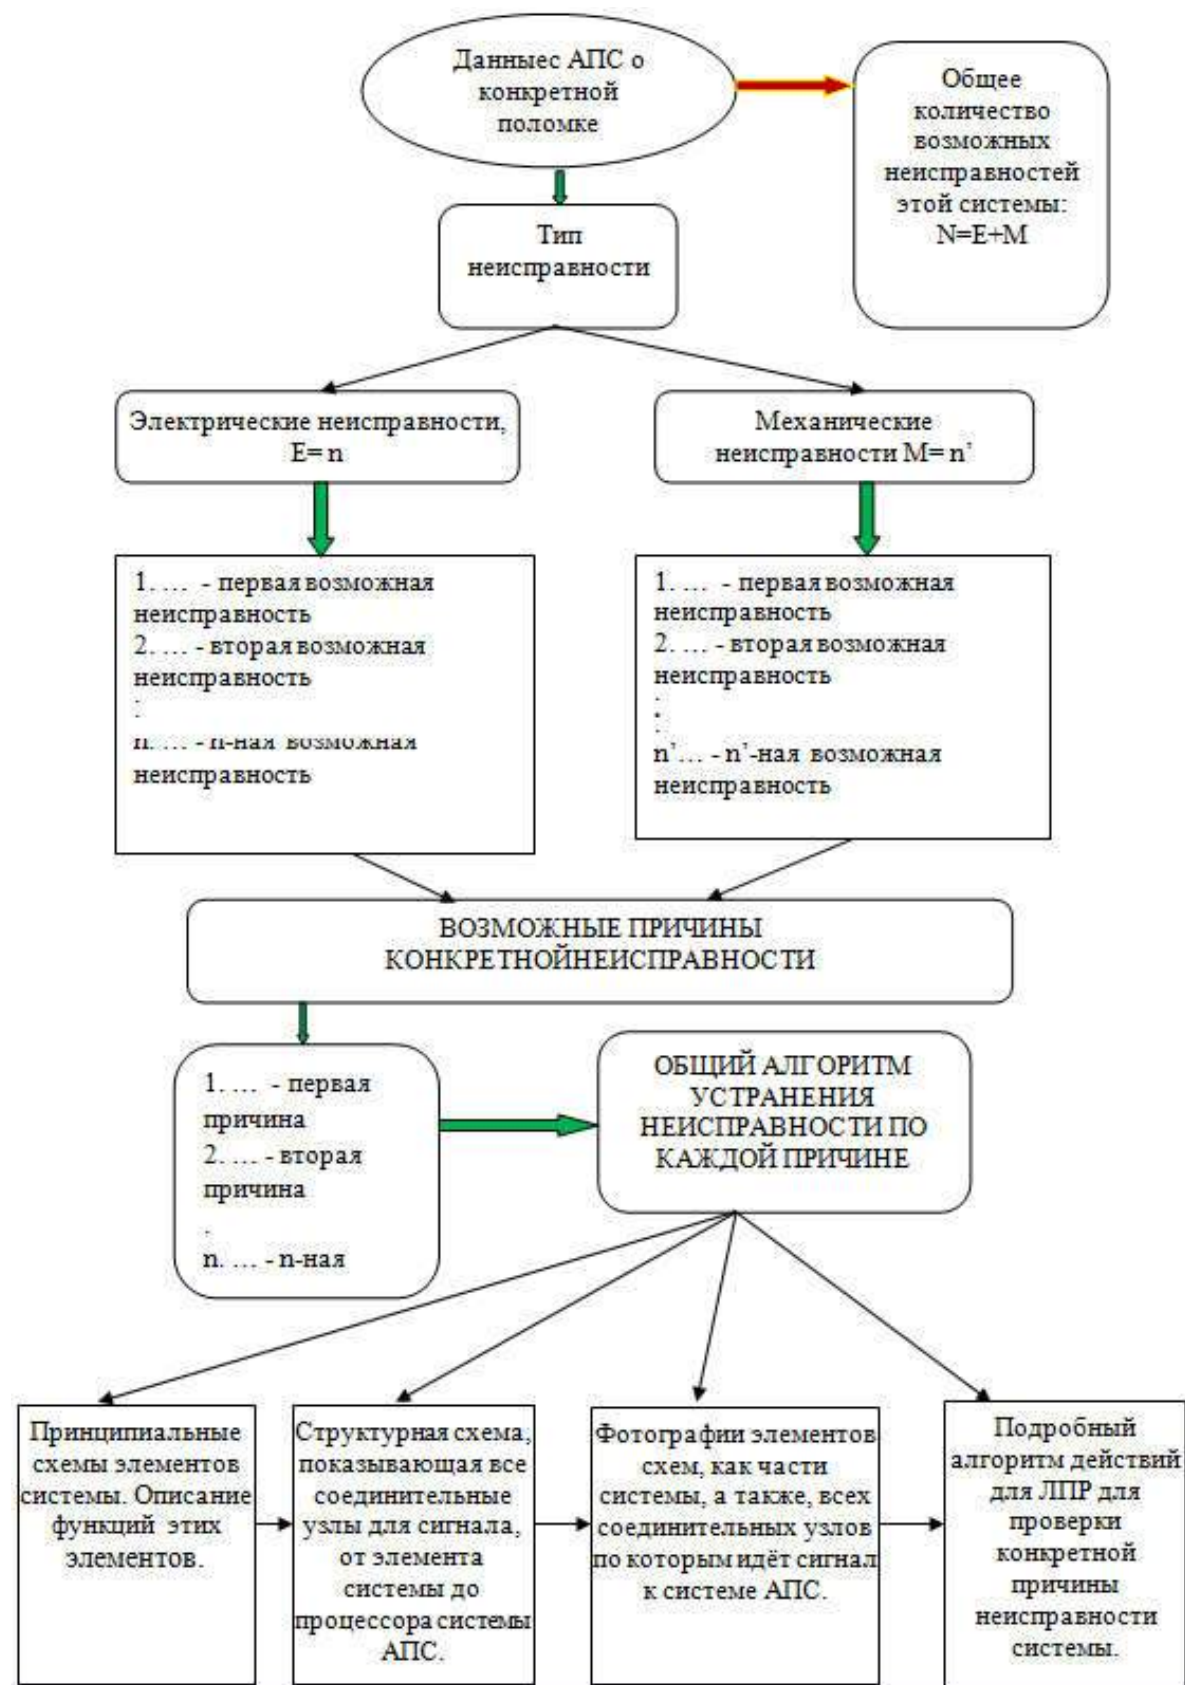 Данныес АПС о
конкретной
поломке
Общее
количество
возможных
неисправностей
этой системы:
N=E+M
Тип
неисправности
Электрические неисправности,
E= n
Механические
неисправности M= n’
1. … - первая возможная
неисправность
2. … - вторая возможная
неисправность
:
n. … - n-ная возможная
неисправность
1. … - первая возможная
неисправность
2. … - вторая возможная
неисправность
:
:
n’… - n’-ная возможная
неисправность
ВОЗМОЖНЫЕ ПРИЧИНЫ
КОНКРЕТНОЙНЕИСПРАВНОСТИ
1. … - первая
причина
2. … - вторая
причина
.
n. … - n-ная
ОБЩИЙ АЛГОРИТМ
УСТРАНЕНИЯ
НЕИСПРАВНОСТИ ПО
КАЖДОЙ ПРИЧИНЕ
Принципиальные
схемы элементов
системы. Описание
функций этих
элементов.
Структурная схема,
показывающая все
соединительные
узлы для сигнала,
от элемента
системы до
процессора системы
АПС.
Фотографии элементов
схем, как части
системы, а также, всех
соединительных узлов
по которым идёт сигнал
к системе АПС.
Подробный
алгоритм действий
для ЛПР для
проверки
конкретной
причины
неисправности
системы.